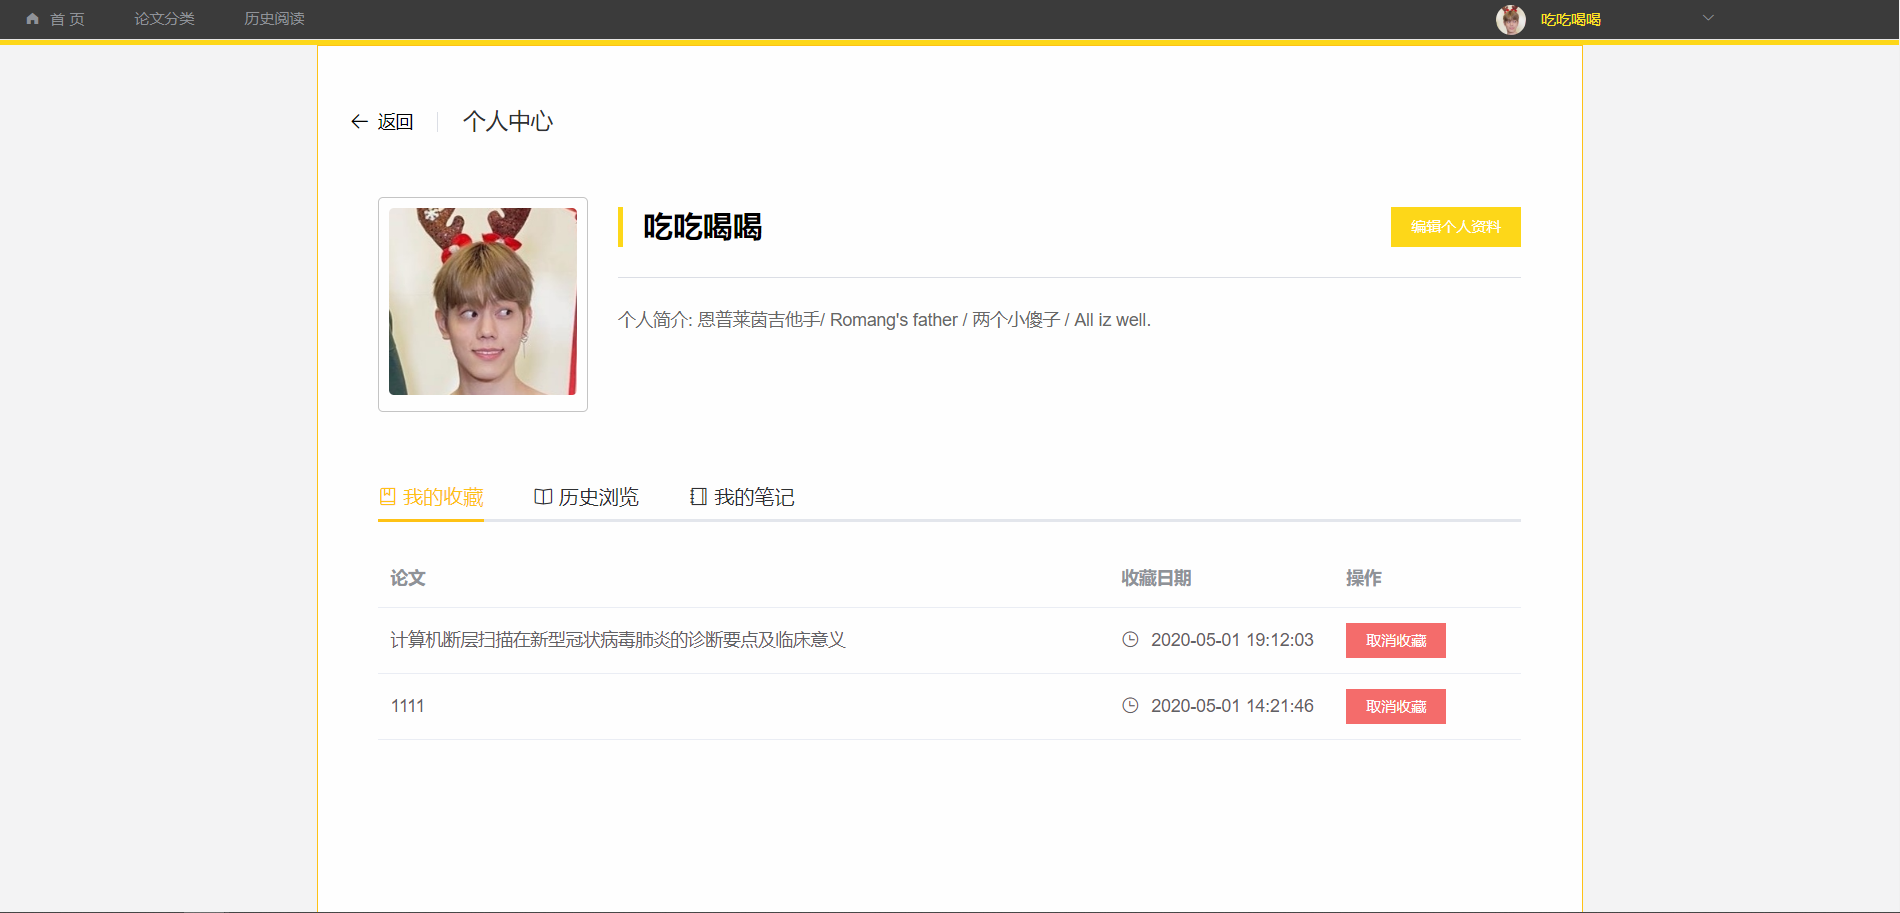 首 页 论文分类 历史阅读 吃吃喝喝
返回 个人中心
吃吃喝喝 编辑个人资料
个人简介: 恩普莱茵吉他手/ Romang's father / 两个小傻子 / All iz well.
我的收藏 历史浏览 我的笔记
论文 收藏日期 操作
计算机断层扫描在新型冠状病毒肺炎的诊断要点及临床意义 2020-05-01 19:12:03 取消收藏
1111 2020-05-01 14:21:46 取消收藏